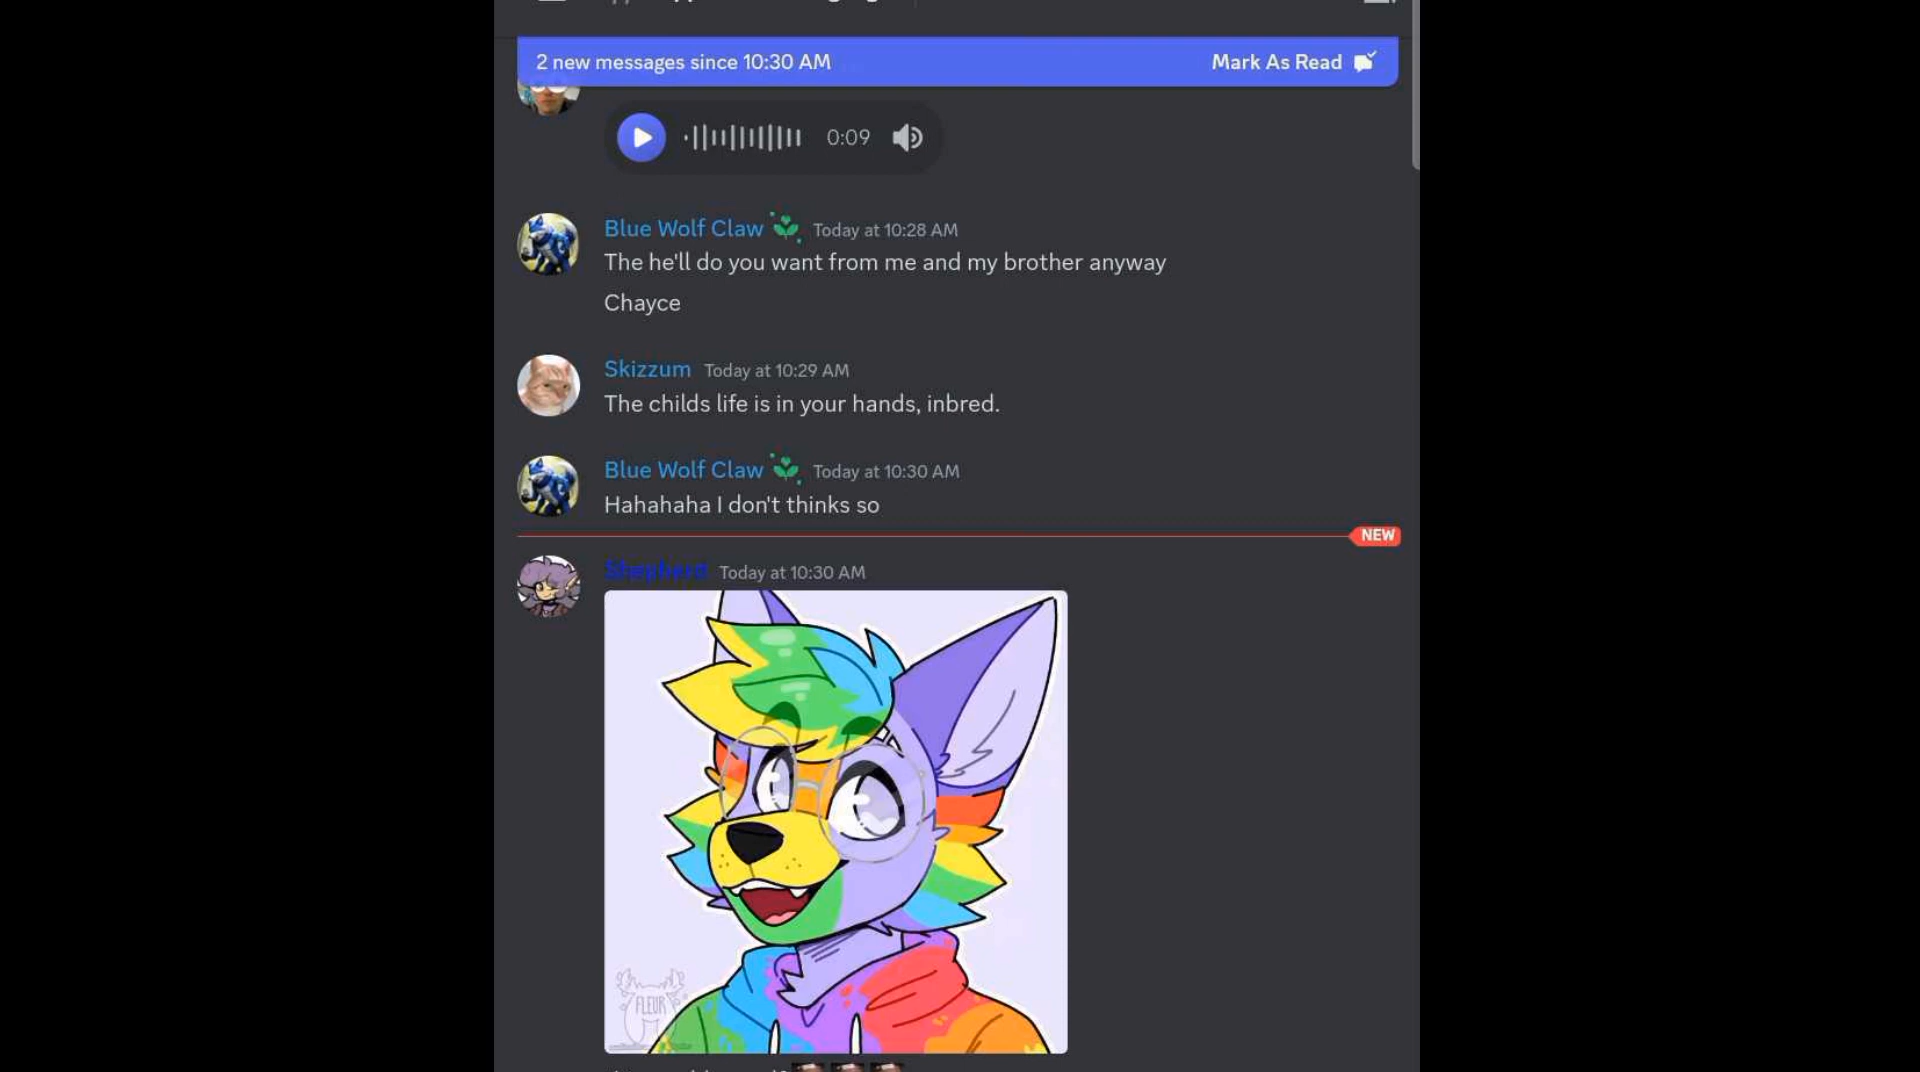 2 new messages since 10:30 AM Mark As Read
0:09
Blue Wolf Claw Today at 10:28 AM
The he'll do you want from me and my brother anyway
Chayce
Skizzum Today at 10:29 AM
The childs life is in your hands, inbred.
Blue Wolf Claw Today at 10:30 AM
Hahahaha I don't thinks so
NEW
Shepherd Today at 10:30 AM
FLEUR